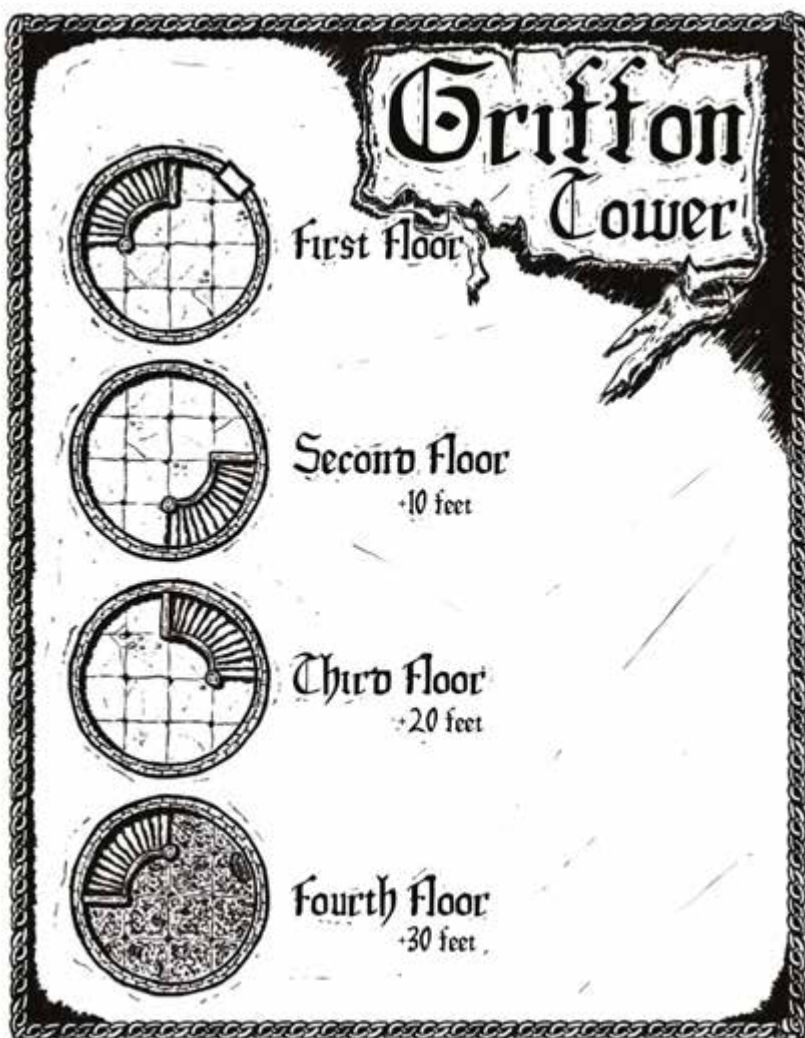 Griffon
Tower
First Floor
Second Floor
+10 feet
Third Floor
+20 feet
Fourth Floor
+30 feet